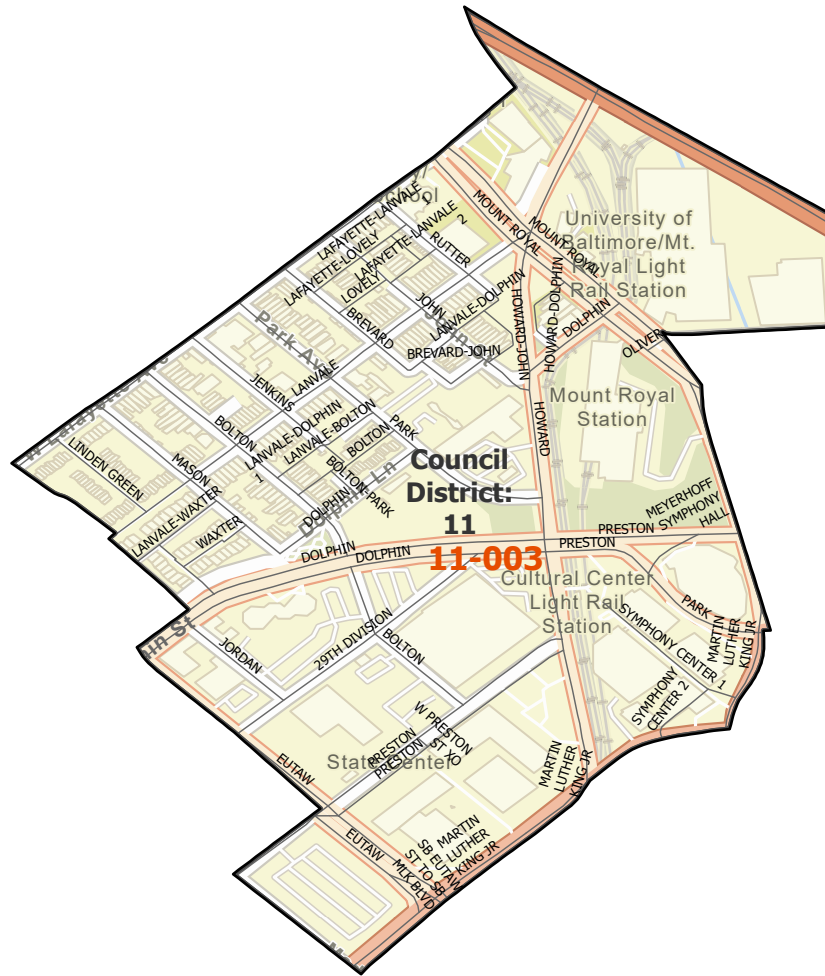 LAFAYETTE-LANVALE
1
LAFAYETTE-LANVALE
2
LAFAYETTE-LOVELY
LOVELY
RUTTER
MOUNT ROYAL
MOUNT ROYAL
University of
Baltimore/Mt.
Royal Light
Rail Station
JOHN
John St
LANVALE-DOLPHIN
BREVARD
BREVARD-JOHN
HOWARD-JOHN
HOWARD-DOLPHIN
DOLPHIN
OLIVER
Park Av
LANVALE
JENKINS
Mount Royal
Station
HOWARD
PARK
BOLTON
LANVALE-DOLPHIN
1
LANVALE-BOLTON
BOLTON
BOLTON-PARK
W Lafayette
LINDEN GREEN
MASON
LANVALE-WAXTER
WAXTER
DOLPHIN
Dolphin Ln
Council
District:
11
11-003
MEYERHOFF
SYMPHONY
HALL
PRESTON
PRESTON
DOLPHIN
DOLPHIN
Cultural Center
Light Rail
Station
PARK
MARTIN
LUTHER
KING JR
SYMPHONY CENTER 1
SYMPHONY
CENTER 2
JORDAN
29TH DIVISION
BOLTON
W PRESTON
ST XO
PRESTON
PRESTON
State Center
EUTAW
MARTIN
LUTHER
KING JR
EUTAW
MARTIN
LUTHER
KING JR
SB EUTAW
ST TO SB
MLK BLVD